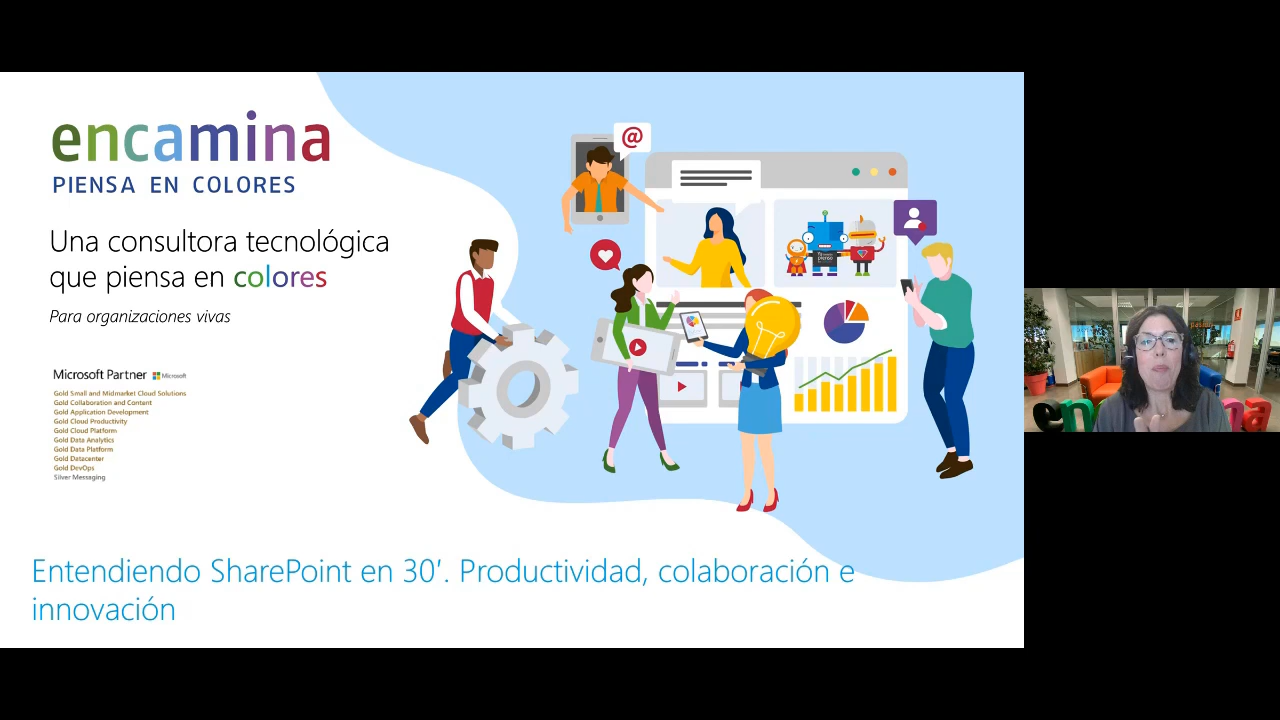 encamina
PIENSA EN COLORES
Una consultora tecnológica
que piensa en colores
Para organizaciones vivas
Microsoft Partner
Microsoft
Gold Small and Midmarket Cloud Solutions
Gold Collaboration and Content
Gold Application Development
Gold Cloud Productivity
Gold Cloud Platform
Gold Data Analytics
Gold Data Platform
Gold Datacenter
Gold DevOps
Silver Messaging
@
Entendiendo SharePoint en 30'. Productividad, colaboración e
innovación